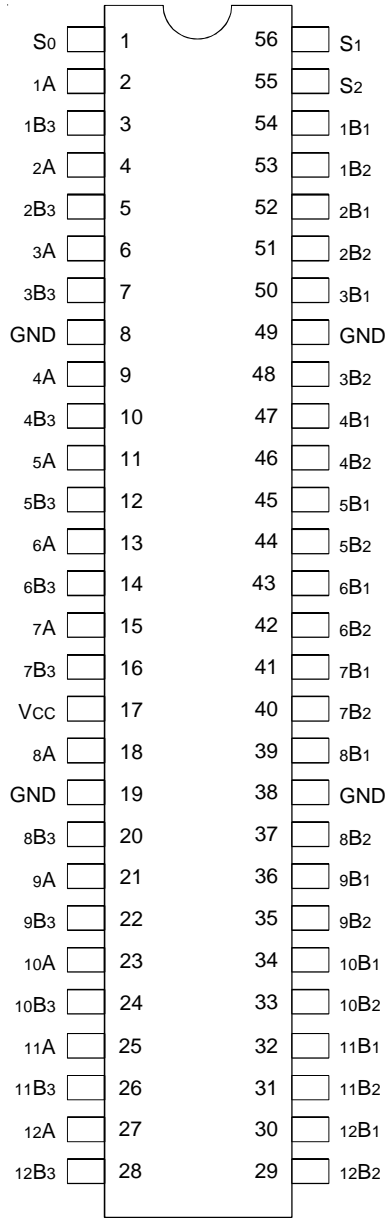 S0 1 56 S1
1A 2 55 S2
1B3 3 54 1B1
2A 4 53 1B2
2B3 5 52 2B1
3A 6 51 2B2
3B3 7 50 3B1
GND 8 49 GND
4A 9 48 3B2
4B3 10 47 4B1
5A 11 46 4B2
5B3 12 45 5B1
6A 13 44 5B2
6B3 14 43 6B1
7A 15 42 6B2
7B3 16 41 7B1
VCC 17 40 7B2
8A 18 39 8B1
GND 19 38 GND
8B3 20 37 8B2
9A 21 36 9B1
9B3 22 35 9B2
10A 23 34 10B1
10B3 24 33 10B2
11A 25 32 11B1
11B3 26 31 11B2
12A 27 30 12B1
12B3 28 29 12B2